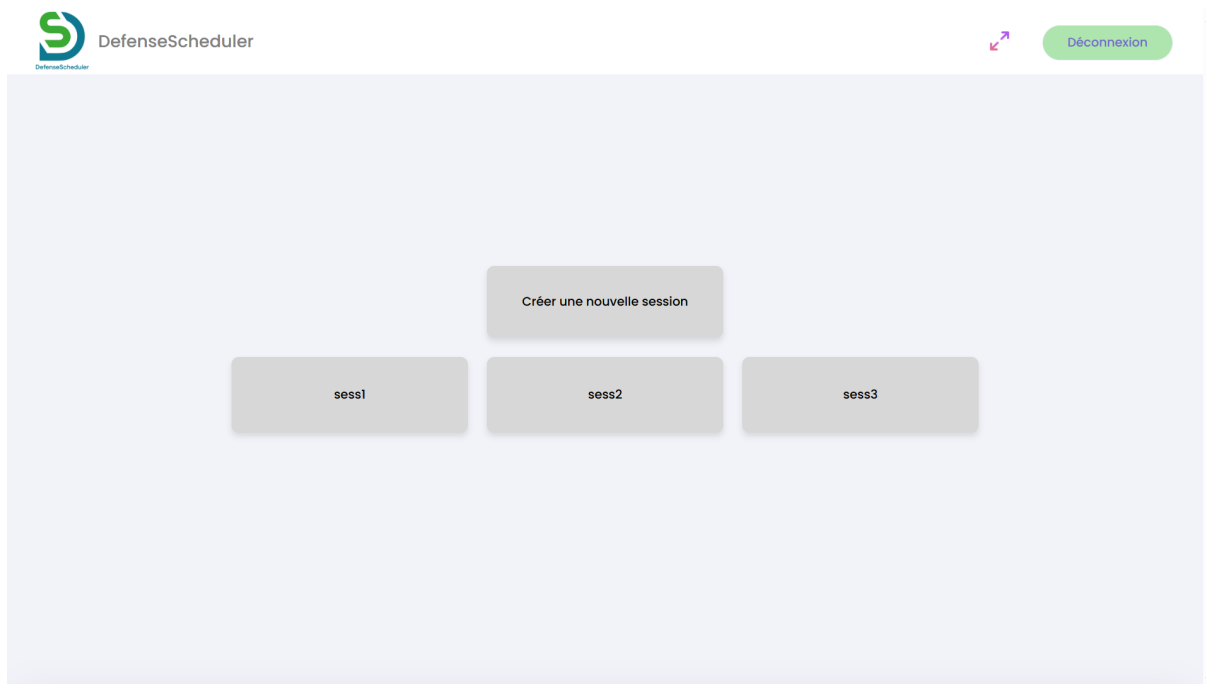 DefenseScheduler
DefenseScheduler
Déconnexion
Créer une nouvelle session
sess1
sess2
sess3